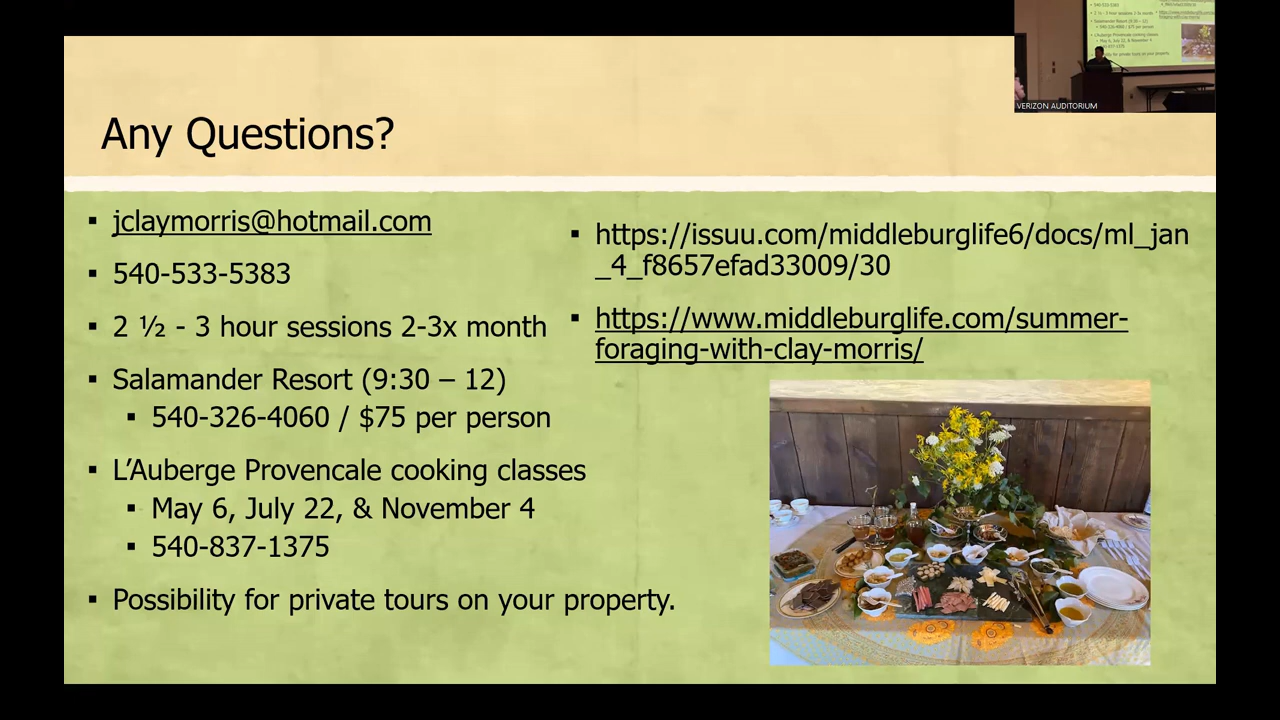 Any Questions?
▪ jclaymorris@hotmail.com
▪ 540-533-5383
▪ 2 ½ - 3 hour sessions 2-3x month
▪ Salamander Resort (9:30 – 12)
▪ 540-326-4060 / $75 per person
▪ L’Auberge Provencale cooking classes
▪ May 6, July 22, & November 4
▪ 540-837-1375
▪ Possibility for private tours on your property.
▪ https://issuu.com/middleburglife6/docs/ml_jan
_4_f8657efad33009/30
▪ https://www.middleburglife.com/summer-
foraging-with-clay-morris/
VERIZON AUDITORIUM